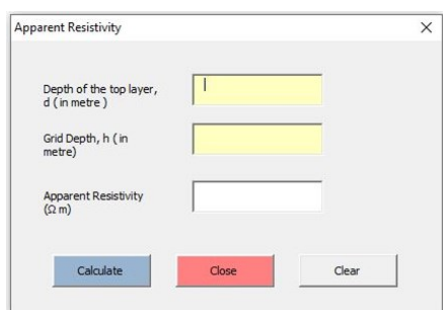 Apparent Resistivity
Depth of the top layer,
d ( in metre )
Grid Depth, h ( in
metre)
Apparent Resistivity
(Ω m)
Calculate
Close
Clear